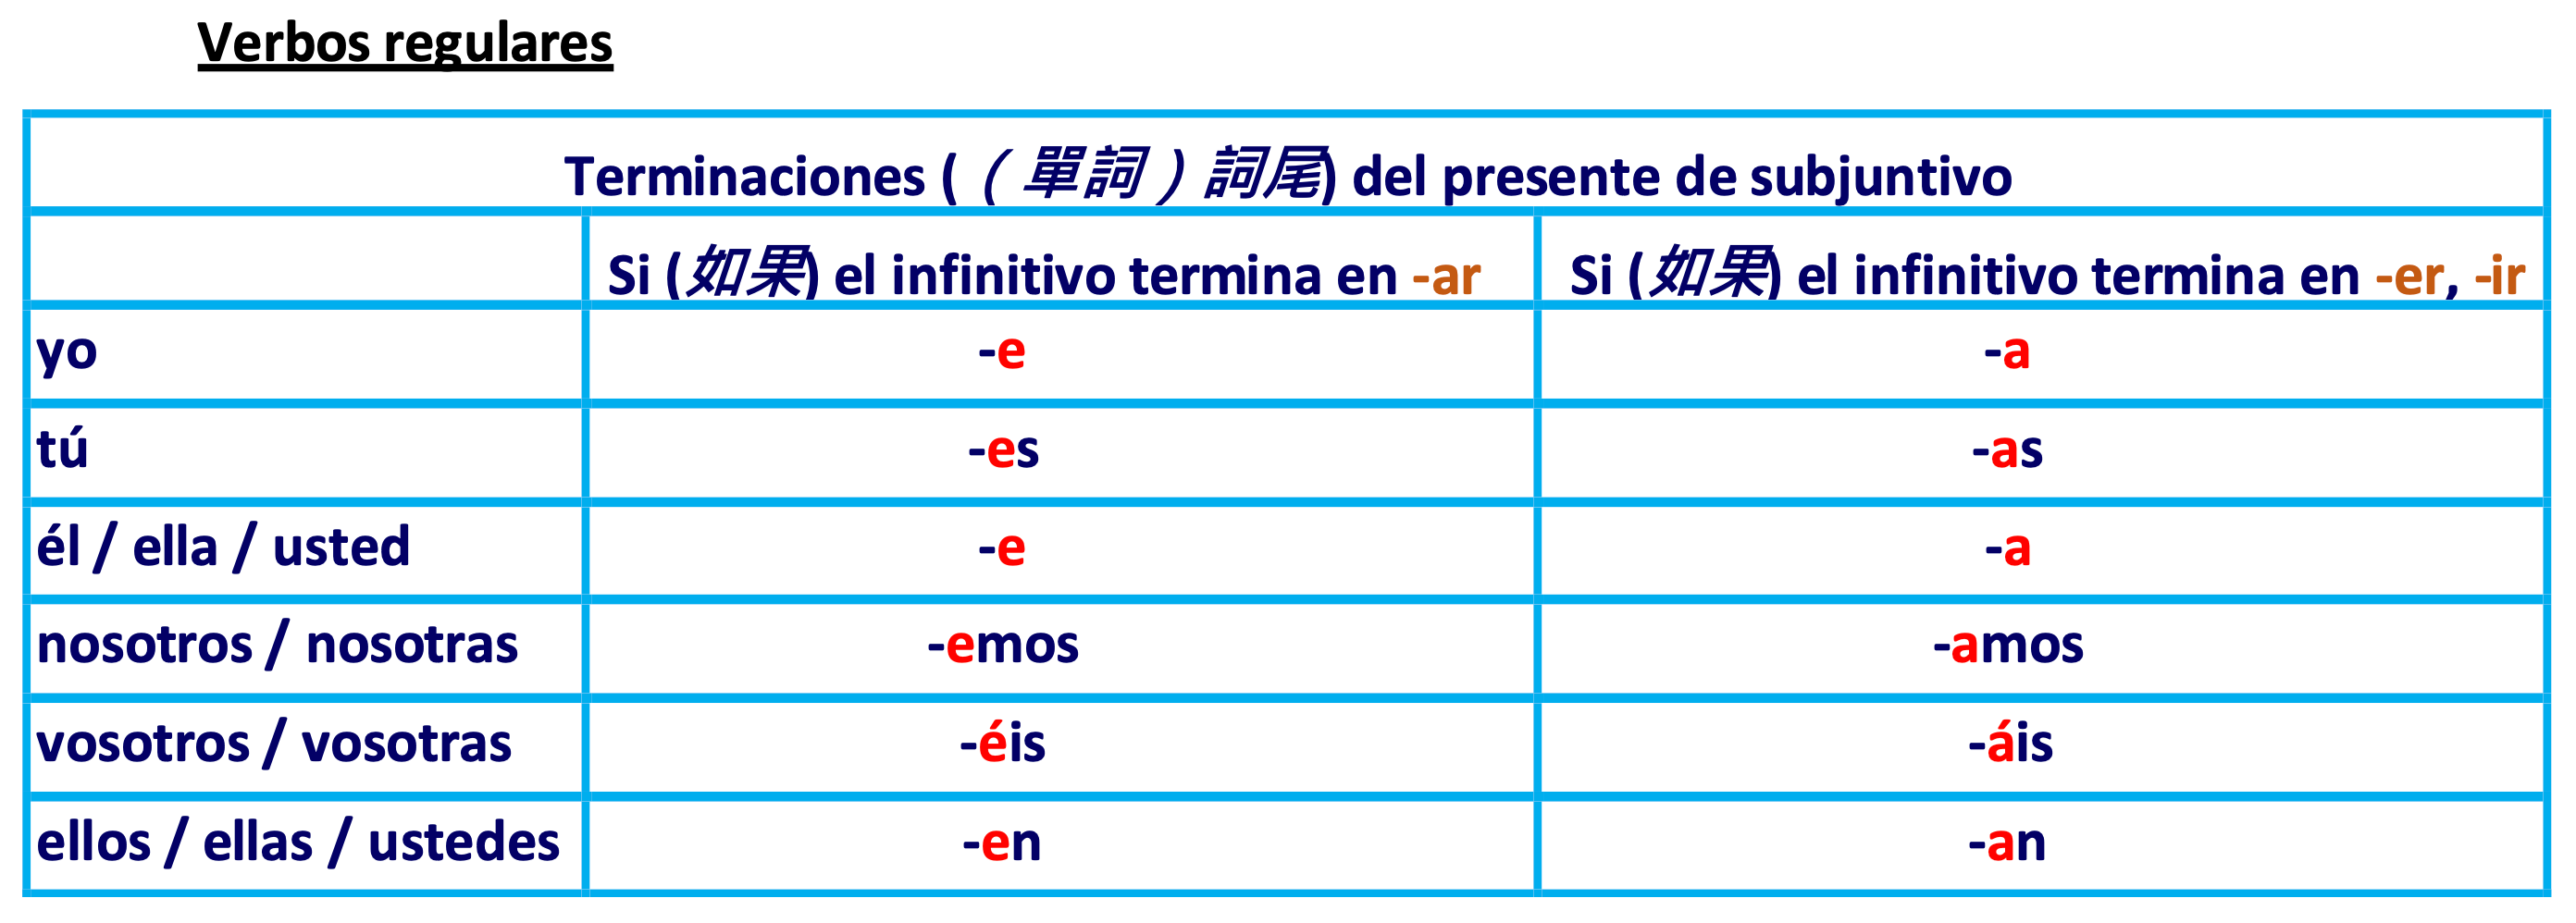 Verbos regulares
Terminaciones (（單詞）詞尾) del presente de subjuntivo
Si (如果) el infinitivo termina en -ar Si (如果) el infinitivo termina en -er, -ir
yo -e -a
tú -es -as
él / ella / usted -e -a
nosotros / nosotras -emos -amos
vosotros / vosotras -éis -áis
ellos / ellas / ustedes -en -an